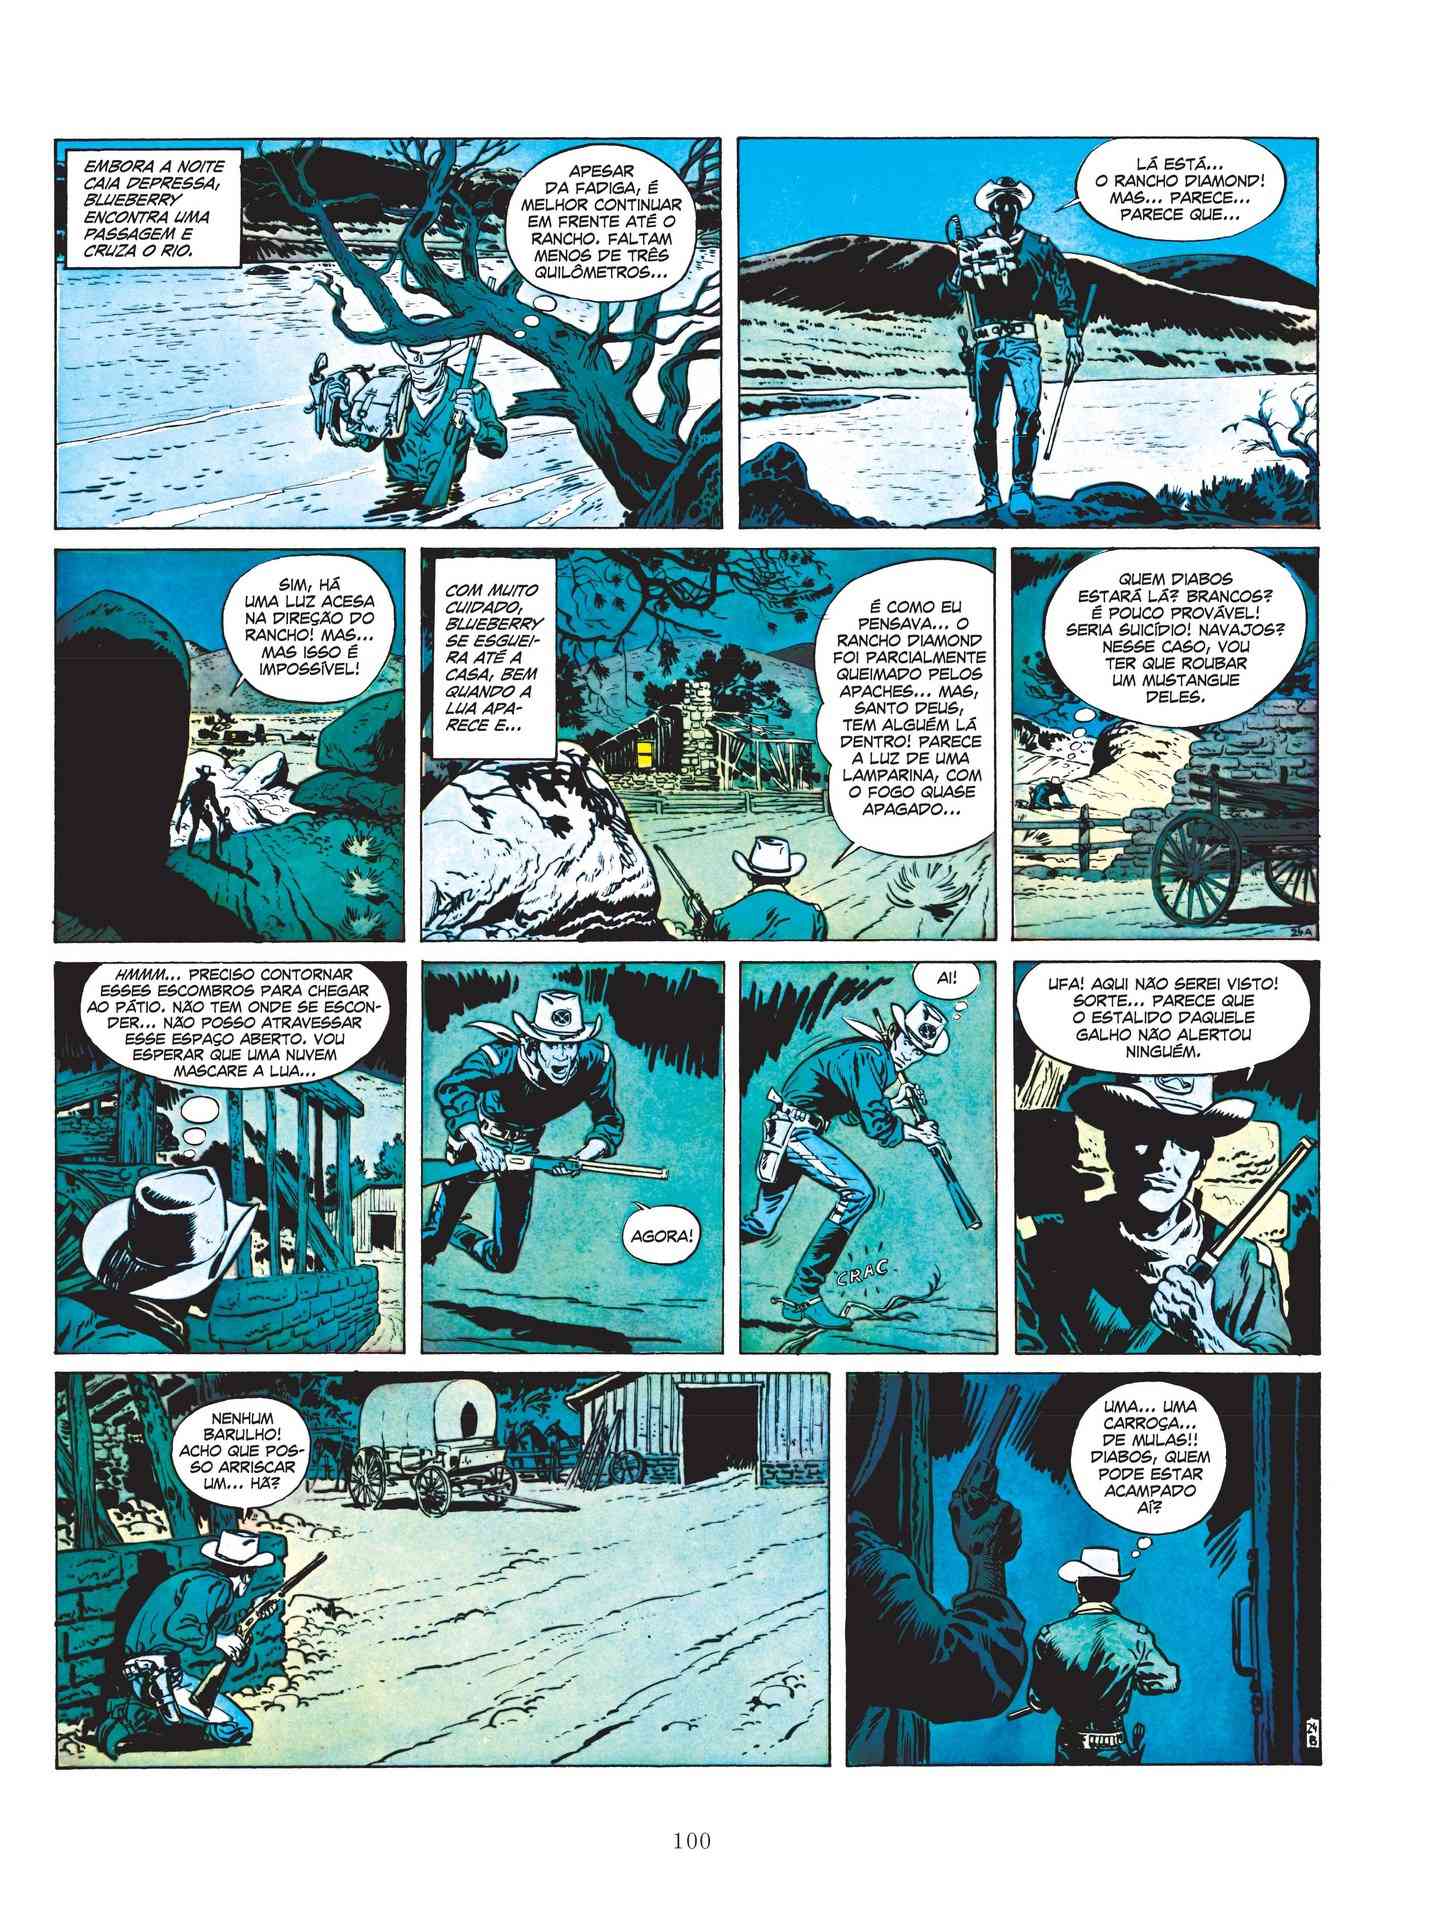 EMBORA A NOITE
CAIA DEPRESSA,
BLUEBERRY
ENCONTRA UMA
PASSAGEM E
CRUZA O RIO.
APESAR
DA FADIGA, É
MELHOR CONTINUAR
EM FRENTE ATÉ O
RANCHO. FALTAM
MENOS DE TRÊS
QUILÔMETROS...
LÁ ESTÁ...
O RANCHO DIAMOND!
MAS... PARECE...
PARECE QUE...
SIM, HÁ
UMA LUZ ACESA
NA DIREÇÃO DO
RANCHO! MAS...
MAS ISSO É
IMPOSSÍVEL!
COM MUITO
CUIDADO,
BLUEBERRY
SE ESGUEI-
RA ATÉ A
CASA, BEM
QUANDO A
LUA APA-
RECE E...
É COMO EU
PENSAVA... O
RANCHO DIAMOND
FOI PARCIALMENTE
QUEIMADO PELOS
APACHES... MAS,
SANTO DEUS,
TEM ALGUÉM LÁ
DENTRO! PARECE
A LUZ DE UMA
LAMPARINA, COM
O FOGO QUASE
APAGADO...
QUEM DIABOS
ESTARÁ LÁ? BRANCOS?
É POUCO PROVÁVEL!
SERIA SUICÍDIO! NAVAJOS?
NESSE CASO, VOU
TER QUE ROUBAR
UM MUSTANGUE
DELES.
24A
HMMM... PRECISO CONTORNAR
ESSES ESCOMBROS PARA CHEGAR
AO PÁTIO. NÃO TEM ONDE SE ESCON-
DER... NÃO POSSO ATRAVESSAR
ESSE ESPAÇO ABERTO. VOU
ESPERAR QUE UMA NUVEM
MASCARE A LUA...
AGORA!
AI!
CRAC
UFA! AQUI NÃO SEREI VISTO!
SORTE... PARECE QUE
O ESTALIDO DAQUELE
GALHO NÃO ALERTOU
NINGUÉM.
NENHUM
BARULHO!
ACHO QUE POS-
SO ARRISCAR
UM... HÃ?
UMA... UMA
CARROÇA...
DE MULAS!!
DIABOS, QUEM
PODE ESTAR
ACAMPADO
AÍ?
24
B
100